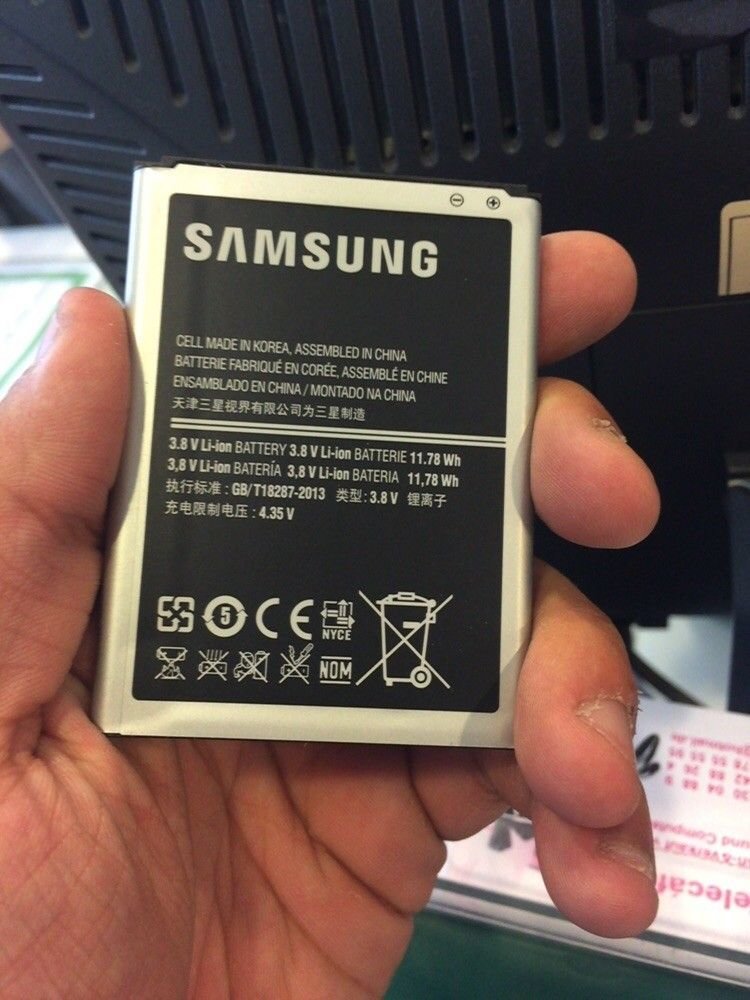 SAMSUNG
CELL MADE IN KOREA, ASSEMBLED IN CHINA
BATTERIE FABRIQUÉ EN CORÉE, ASSEMBLÉ EN CHINE
ENSAMBLADO EN CHINA / MONTADO NA CHINA
天津三星视界有限公司为三星制造
3.8 V Li-ion BATTERY 3.8 V Li-ion BATTERIE 11.78 Wh
3,8 V Li-ion BATERÍA 3,8 V Li-ion BATERIA 11,78 Wh
执行标准 : GB/T18287-2013 类型: 3.8 V 锂离子
充电限制电压 : 4.35 V
5 CE
NYCE
NOM